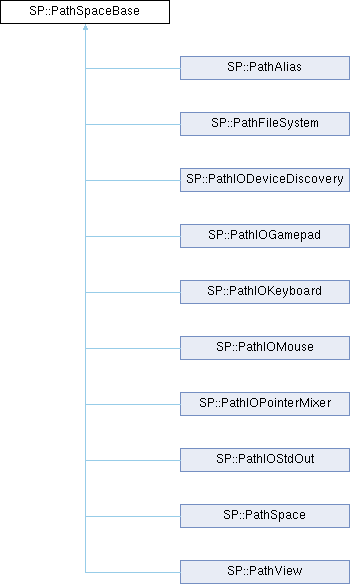 SP::PathSpaceBase
SP::PathAlias
SP::PathFileSystem
SP::PathIODeviceDiscovery
SP::PathIOGamepad
SP::PathIOKeyboard
SP::PathIOMouse
SP::PathIOPointerMixer
SP::PathIOStdOut
SP::PathSpace
SP::PathView